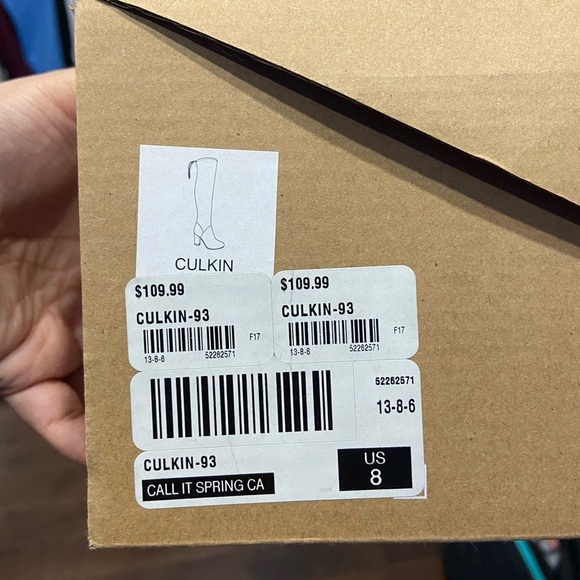 CULKIN
$109.99
CULKIN-93
F17
13-8-6 52262571
$109.99
CULKIN-93
F17
13-8-6 52262571
52262571
13-8-6
CULKIN-93
CALL IT SPRING CA
US
8